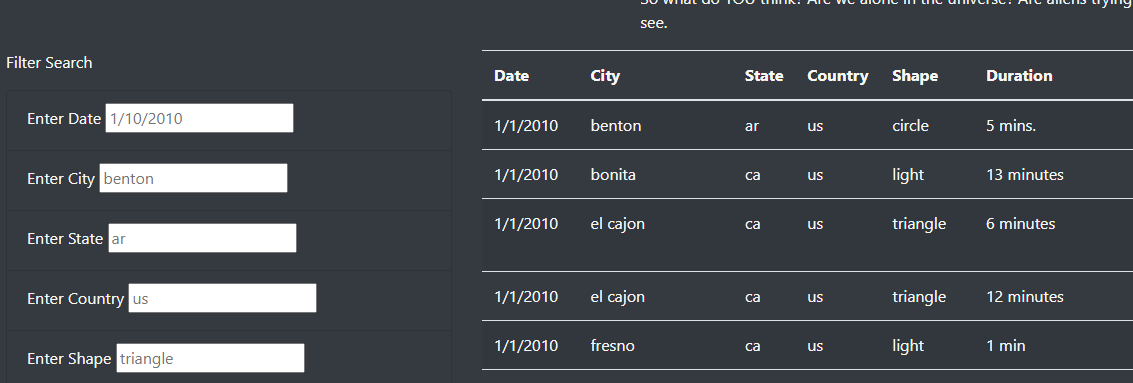 So what do YOU think? Are we alone in the universe? Are aliens trying
see.
Filter Search
Enter Date 1/10/2010
Enter City benton
Enter State ar
Enter Country us
Enter Shape triangle
Date City State Country Shape Duration
1/1/2010 benton ar us circle 5 mins.
1/1/2010 bonita ca us light 13 minutes
1/1/2010 el cajon ca us triangle 6 minutes
1/1/2010 el cajon ca us triangle 12 minutes
1/1/2010 fresno ca us light 1 min